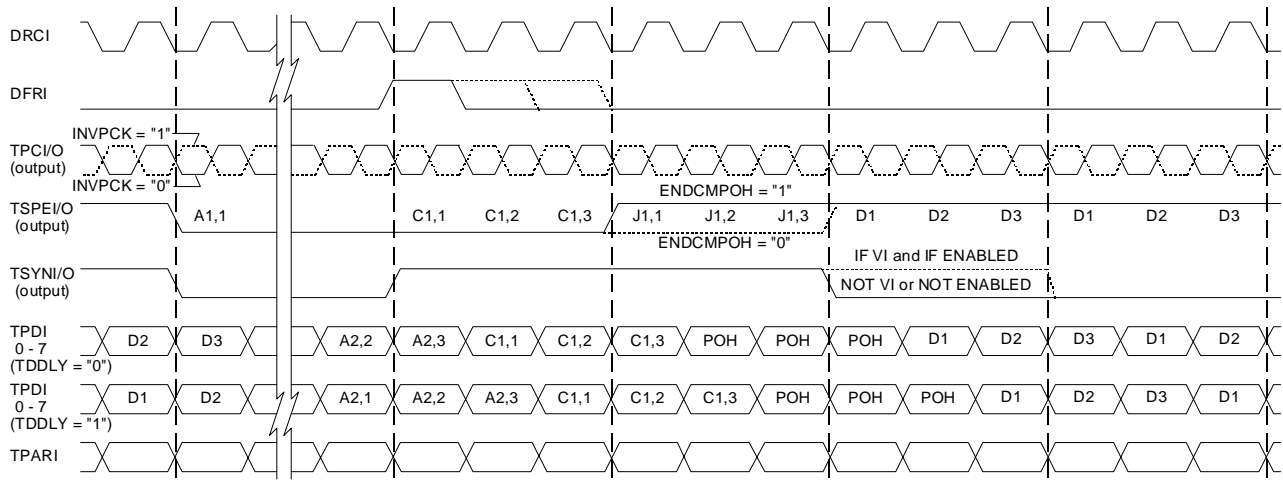 DRCI
DFRI
INVPCK = "1"
TPCI/O
(output)
INVPCK = "0"
ENDCMPOH = "1"
TSPEI/O
(output)
A1,1 C1,1 C1,2 C1,3 J1,1 J1,2 J1,3 D1 D2 D3 D1 D2 D3
ENDCMPOH = "0"
IF VI and IF ENABLED
TSYNI/O
(output)
NOT VI or NOT ENABLED
TPDI
0 - 7
(TDDLY = "0")
D2 D3 A2,2 A2,3 C1,1 C1,2 C1,3 POH POH POH D1 D2 D3 D1 D2
TPDI
0 - 7
(TDDLY = "1")
D1 D2 A2,1 A2,2 A2,3 C1,1 C1,2 C1,3 POH POH POH D1 D2 D3 D1
TPARI